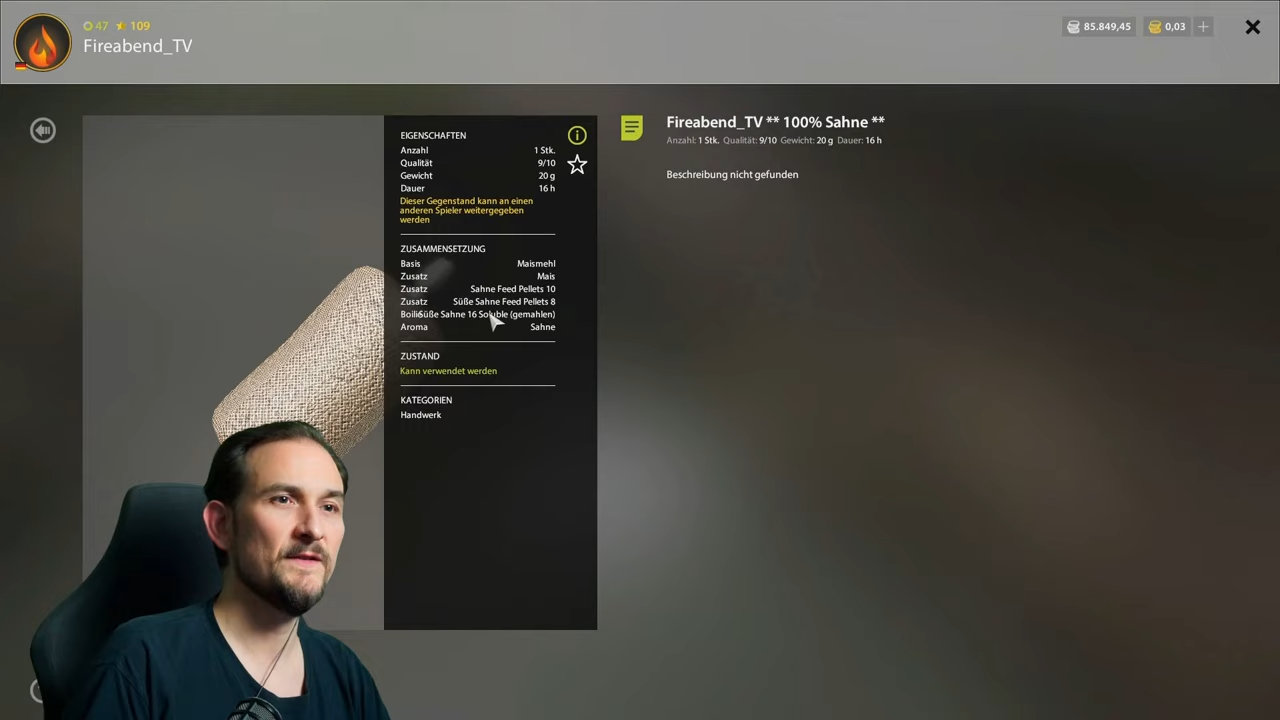 47 109
Fireabend_TV
85.849,45
0,03
EIGENSCHAFTEN
Anzahl 1 Stk.
Qualität 9/10
Gewicht 20 g
Dauer 16 h
Dieser Gegenstand kann an einen
anderen Spieler weitergegeben
werden
ZUSAMMENSETZUNG
Basis Maismehl
Zusatz Mais
Zusatz Sahne Feed Pellets 10
Zusatz Süße Sahne Feed Pellets 8
Süße Sahne 16 Soluble (gemahlen)
Aroma Sahne
ZUSTAND
Kann verwendet werden
KATEGORIEN
Handwerk
Fireabend_TV ** 100% Sahne **
Anzahl: 1 Stk. Qualität: 9/10 Gewicht: 20 g Dauer: 16 h
Beschreibung nicht gefunden